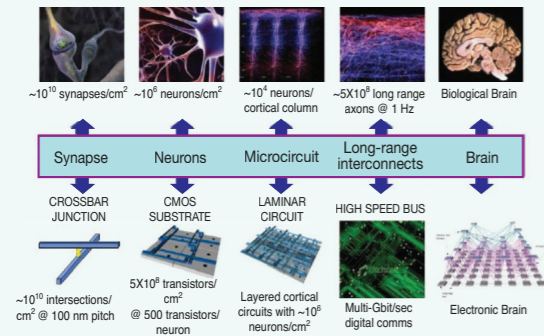 ~10¹⁰ synapses/cm²
~10⁶ neurons/cm²
~10⁴ neurons/
cortical column
~5X10⁸ long range
axons @ 1 Hz
Biological Brain
Synapse
Neurons
Microcircuit
Long-range
interconnects
Brain
CROSSBAR
JUNCTION
~10¹⁰ intersections/
cm² @ 100 nm pitch
CMOS
SUBSTRATE
5X10⁸ transistors/
cm²
@ 500 transistors/
neuron
LAMINAR
CIRCUIT
Layered cortical
circuits with ~10⁶
neurons/cm²
HIGH SPEED BUS
Multi-Gbit/sec
digital comms
Electronic Brain